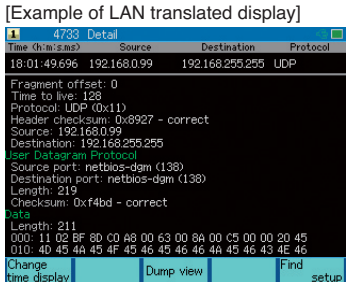 [Example of LAN translated display]
1 4733 Detail
Time (h:m:s.ms) Source Destination Protocol
18:01:49.696 192.168.0.99 192.168.255.255 UDP
Fragment offset: 0
Time to live: 128
Protocol: UDP (0x11)
Header checksum: 0x8927 - correct
Source: 192.168.0.99
Destination: 192.168.255.255
User Datagram Protocol
Source port: netbios-dgm (138)
Destination port: netbios-dgm (138)
Length: 219
Checksum: 0xf4bd - correct
Data
Length: 211
000: 11 02 BF 8D C0 A8 00 63 00 8A 00 C5 00 00 20 45
010: 4D 45 4A 45 4F 45 46 45 46 46 4A 45 46 43 4E 46
Change time display Dump view Find setup